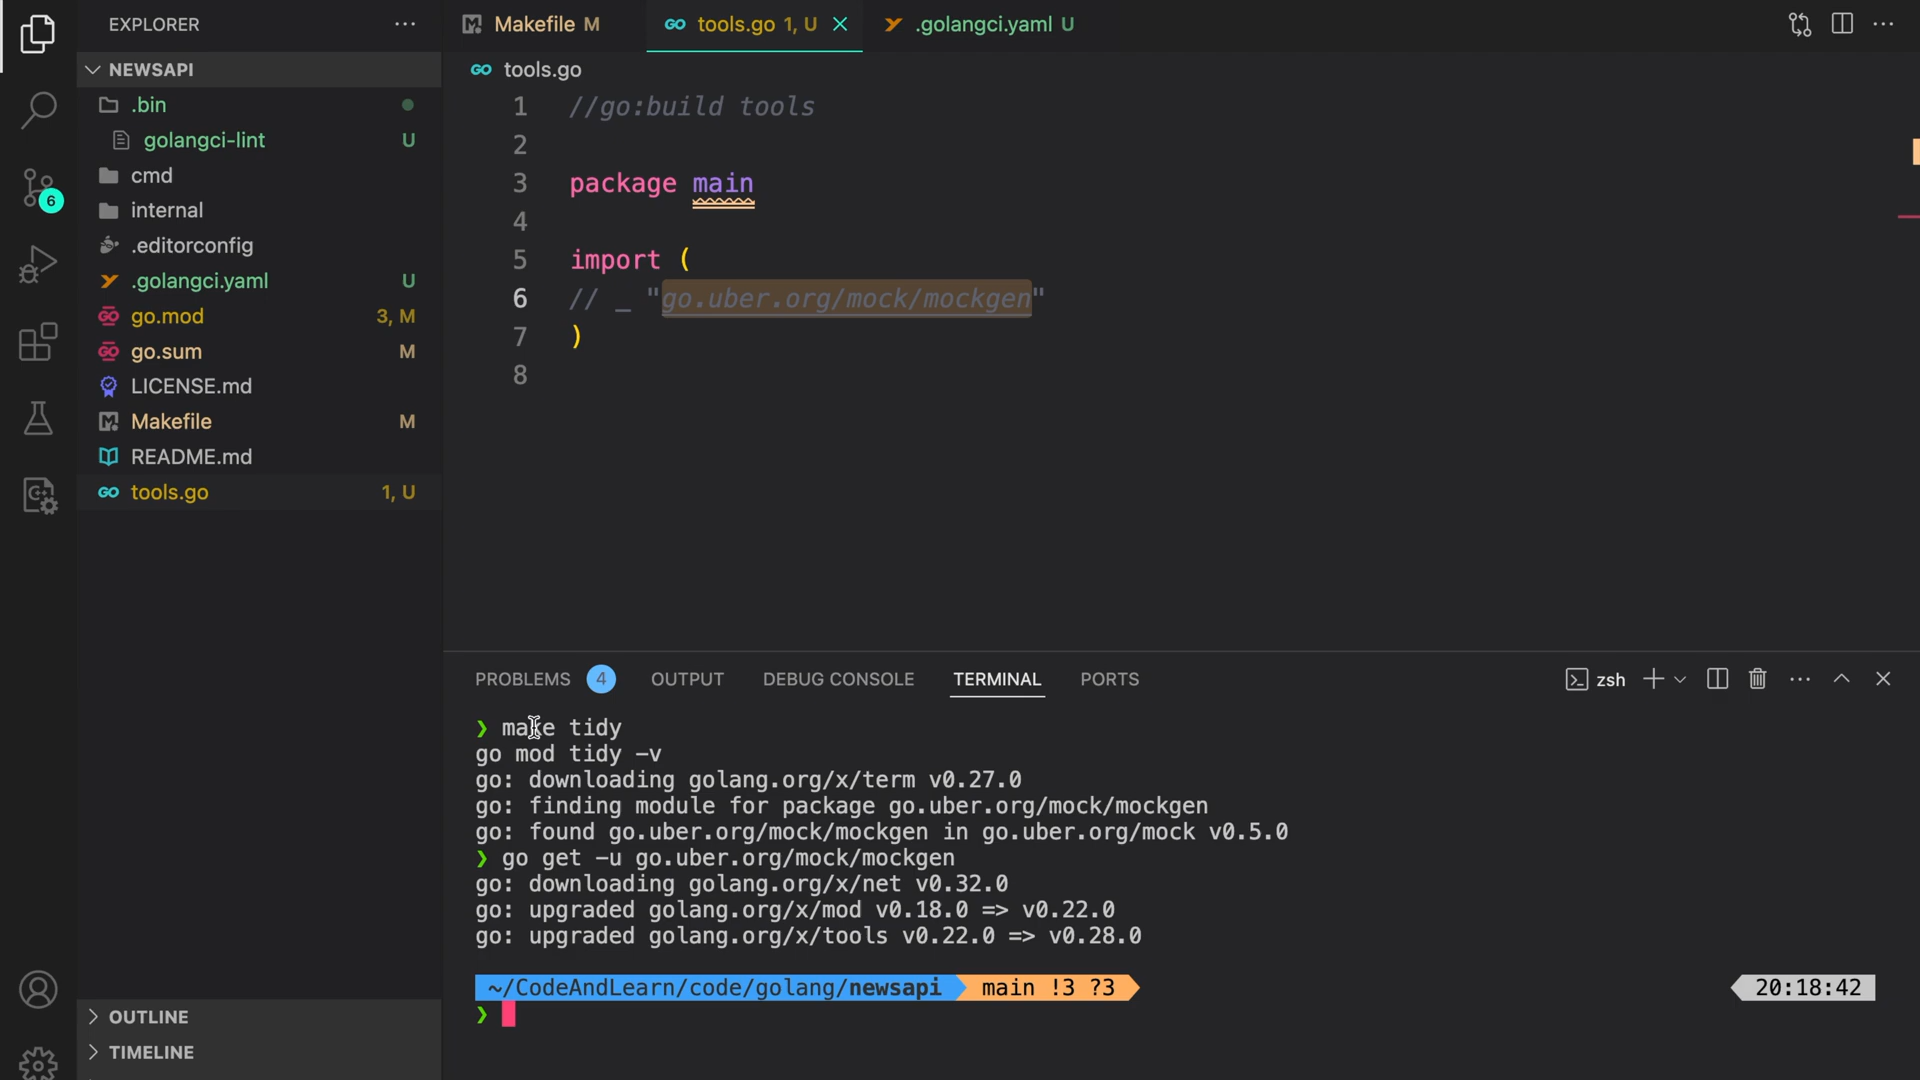 EXPLORER
NEWSAPI
.bin
golangci-lint U
cmd
internal
.editorconfig
.golangci.yaml U
go.mod 3, M
go.sum M
LICENSE.md
Makefile M
README.md
tools.go 1, U
OUTLINE
TIMELINE
6
Makefile M
tools.go 1, U
.golangci.yaml U
tools.go
1 //go:build tools
2
3 package main
4
5 import (
6 // _ "go.uber.org/mock/mockgen"
7 )
8
PROBLEMS 4 OUTPUT DEBUG CONSOLE TERMINAL PORTS
zsh
❯ make tidy
go mod tidy -v
go: downloading golang.org/x/term v0.27.0
go: finding module for package go.uber.org/mock/mockgen
go: found go.uber.org/mock/mockgen in go.uber.org/mock v0.5.0
❯ go get -u go.uber.org/mock/mockgen
go: downloading golang.org/x/net v0.32.0
go: upgraded golang.org/x/mod v0.18.0 => v0.22.0
go: upgraded golang.org/x/tools v0.22.0 => v0.28.0
~/CodeAndLearn/code/golang/newsapi main !3 ?3 20:18:42
❯